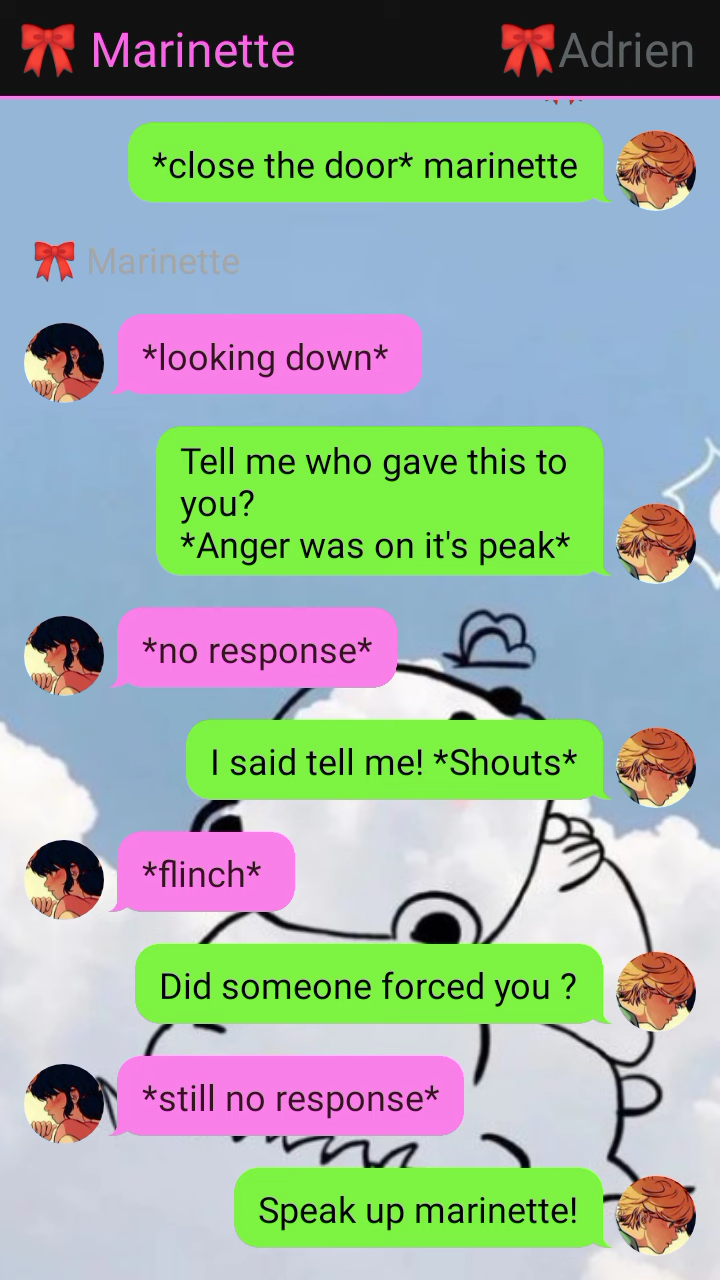 Marinette
Adrien
*close the door* marinette
Marinette
*looking down*
Tell me who gave this to
you?
*Anger was on it's peak*
*no response*
I said tell me! *Shouts*
*flinch*
Did someone forced you ?
*still no response*
Speak up marinette!